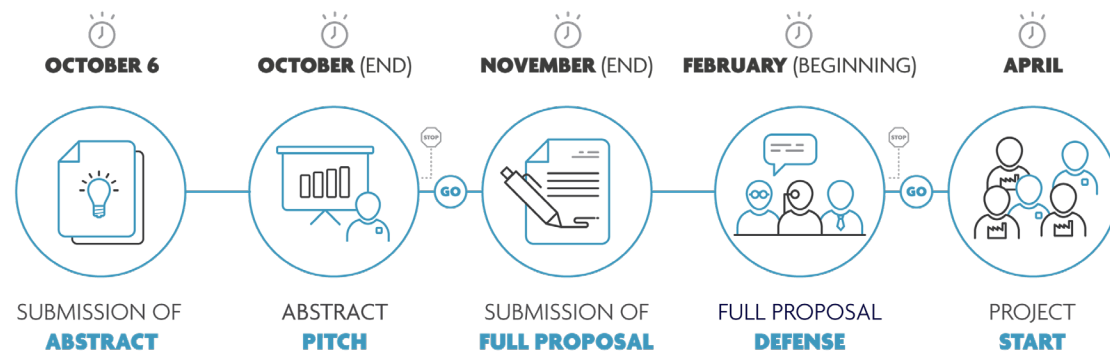 OCTOBER 6
OCTOBER (END)
NOVEMBER (END)
FEBRUARY (BEGINNING)
APRIL
STOP
STOP
GO
GO
SUBMISSION OF
ABSTRACT
ABSTRACT
PITCH
SUBMISSION OF
FULL PROPOSAL
FULL PROPOSAL
DEFENSE
PROJECT
START